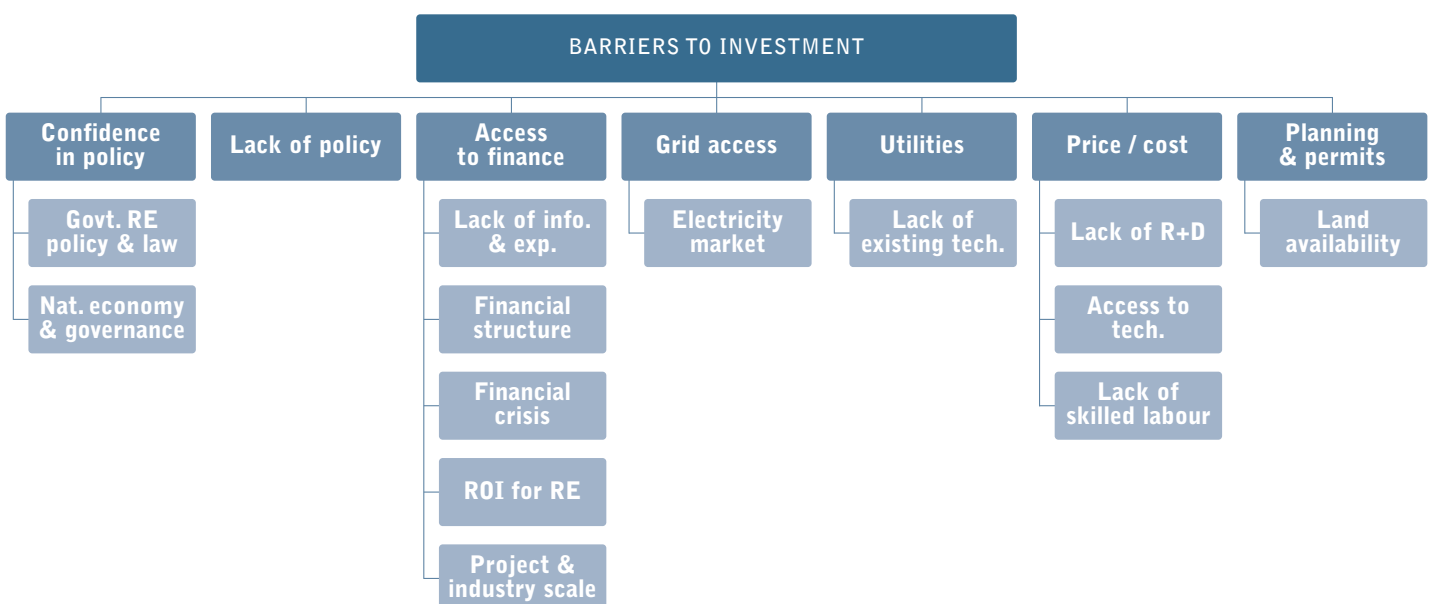 BARRIERS TO INVESTMENT
Confidence
in policy
Govt. RE
policy & law
Nat. economy
& governance
Lack of policy
Access
to finance
Lack of info.
& exp.
Financial
structure
Financial
crisis
ROI for RE
Project &
industry scale
Grid access
Electricity
market
Utilities
Lack of
existing tech.
Price / cost
Lack of R+D
Access to
tech.
Lack of
skilled labour
Planning
& permits
Land
availability